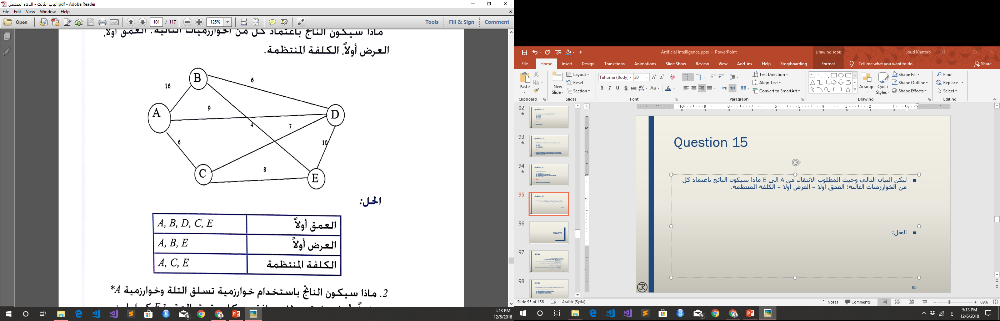 الباب الثالث - الذكاء الصنعي.pdf - Adobe Reader
File Edit View Window Help
Open 101 / 117 125% Tools Fill & Sign Comment
ماذا سيكون الناتج باعتماد كل من الخوارزميات التالية: العمق أولاً،
العرض أولاً، الكلفة المنتظمة.
B
6
16
A
9
D
4
7
6
10
C
8
E
الحل:
العمق أولاً A, B, D, C, E
العرض أولاً A, B, E
الكلفة المنتظمة A, C, E
2. ماذا سيكون الناتج باستخدام خوارزمية تسلق التلة وخوارزمية A*
9
5:13 PM
12/6/2018
Artificial Intelligence.pptx - PowerPoint
Drawing Tools
Joud Khattab
File Home Insert Design Transitions Animations Slide Show Review View Add-ins Help Storyboarding Format Tell me what you want to do Share
Paste
Clipboard
New Slide
Layout
Reset
Section
Slides
Tahoma (Body) 20
B I U S abc AV Aa A
Font
Text Direction
Align Text
Convert to SmartArt
Paragraph
Arrange
Quick Styles
Shape Fill
Shape Outline
Shape Effects
Drawing
Find
Replace
Select
Editing
92
93
94
95
96
GAMES
97
Games
98
Question 15
ليكن البيان التالي وحيث المطلوب الانتقال من A الى E ماذا سيكون الناتج باعتماد كل
من الخوارزميات التالية: العمق أولا – العرض أولا – الكلفة المنتظمة.
الحل:
JK
95
Slide 95 of 138 Arabic (Syria) Notes Comments 69%
9
ع
5:13 PM
12/6/2018